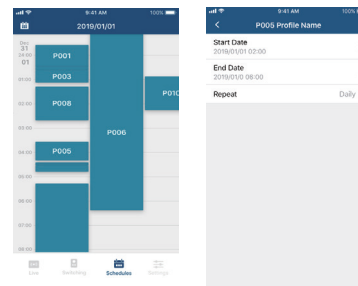 9:41 AM 100%
2019/01/01
Dec
31
24:00
01
P001
01:00
P003
02:00
P008
P010
03:00
P006
04:00
P005
05:00
06:00
07:00
08:00
Live Switching Schedules Settings
9:41 AM 100%
P005 Profile Name
Start Date
2019/01/01 02:00
End Date
2019/01/0 08:00
Repeat Daily